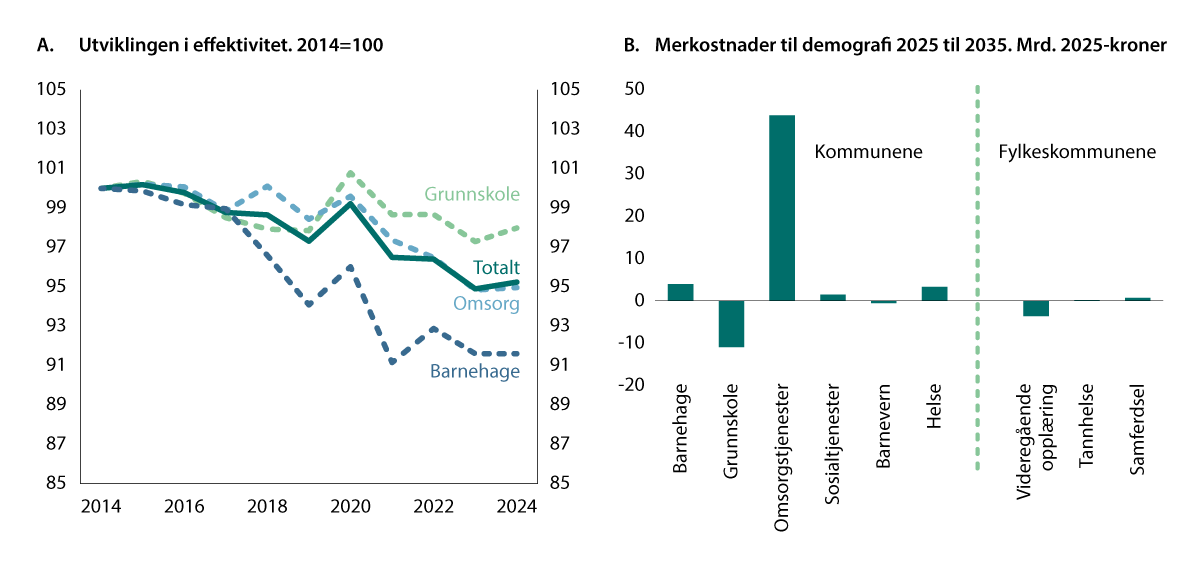 A. Utviklingen i effektivitet. 2014=100
105 105
103 103
101 101
99 99
97 97
95 95
93 93
91 91
89 89
87 87
85 85
Grunnskole
Totalt
Omsorg
Barnehage
2014 2016 2018 2020 2022 2024
B. Merkostnader til demografi 2025 til 2035. Mrd. 2025-kroner
50
40
30
20
10
0
-10
-20
Kommunene
Fylkeskommunene
Barnehage
Grunnskole
Omsorgstjenester
Sosialtjenester
Barnevern
Helse
Videregående
opplæring
Tannhelse
Samferdsel